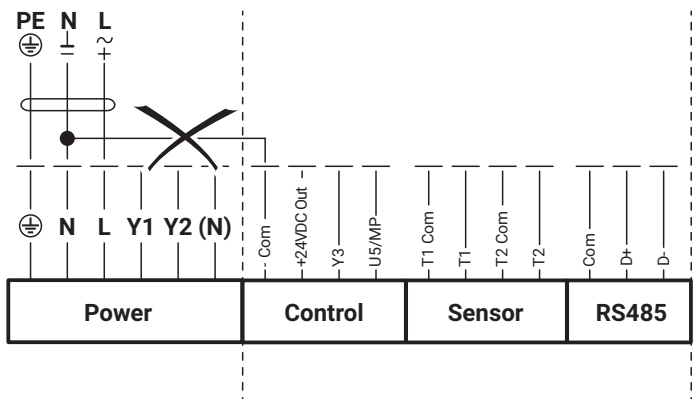 PE N L
N L Y1 Y2 (N)
- Com
+24VDC Out
Y3
U5/MP
T1 Com
T1
T2 Com
T2
Com
D+
D-
Power
Control
Sensor
RS485